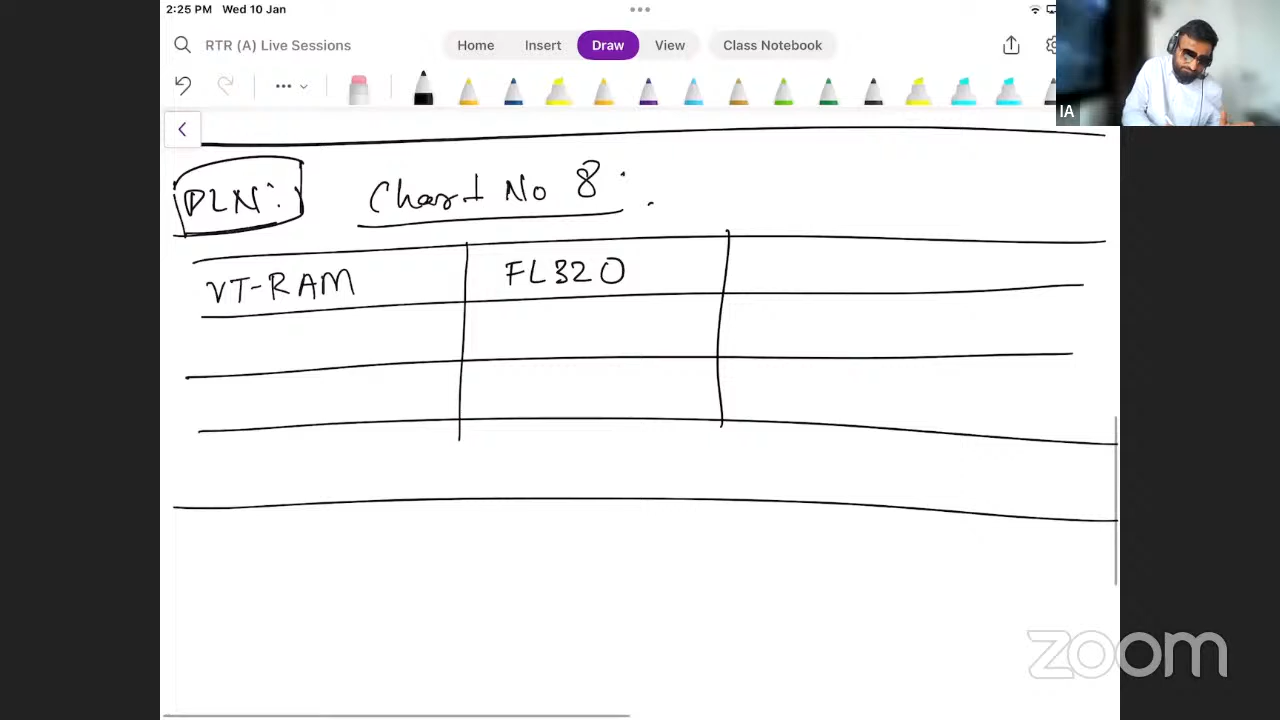 2:25 PM Wed 10 Jan
RTR (A) Live Sessions Home Insert Draw View Class Notebook
IA
PLN: Chart No 8:
VT-RAM FL320
zoom